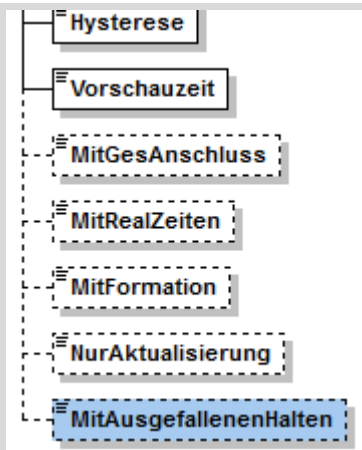 Hysterese
Vorschauzeit
MitGesAnschluss
MitRealZeiten
MitFormation
NurAktualisierung
MitAusgefallenenHalten